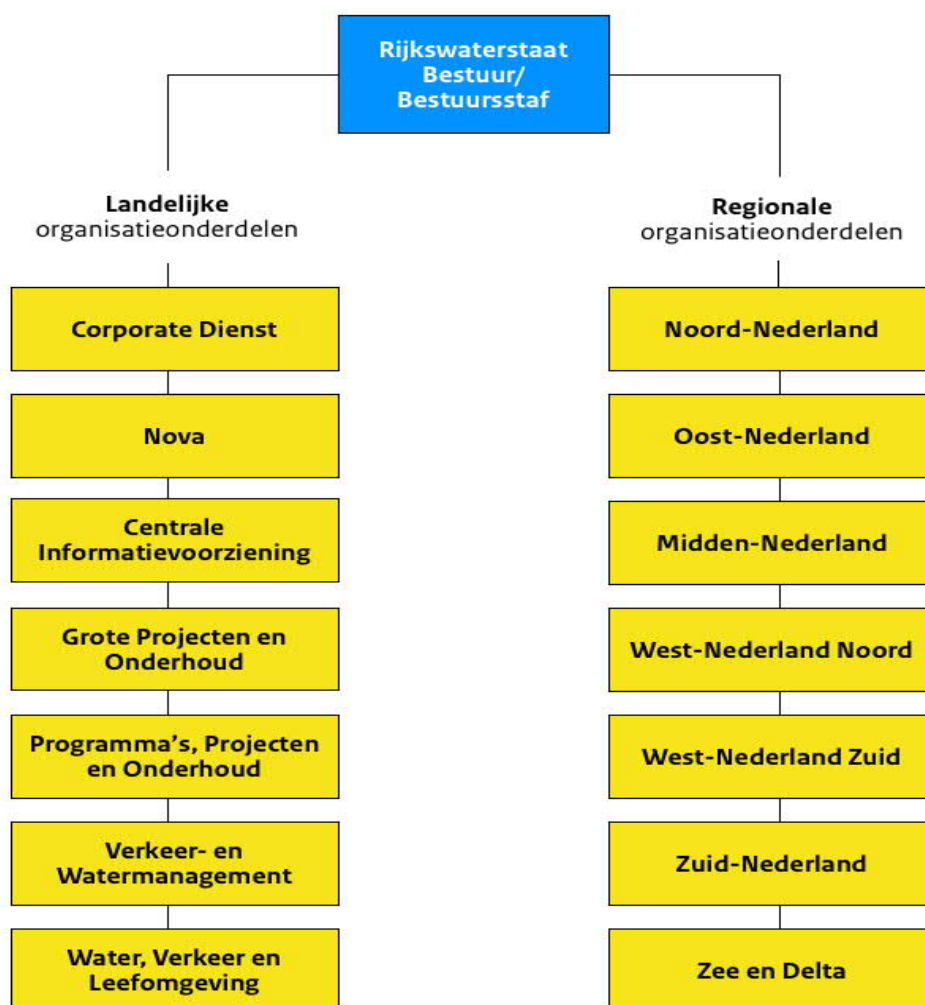 Rijkswaterstaat
Bestuur/
Bestuursstaf
Landelijke
organisatieonderdelen
Corporate Dienst
Nova
Centrale
Informatievoorziening
Grote Projecten en
Onderhoud
Programma's, Projecten
en Onderhoud
Verkeer- en
Watermanagement
Water, Verkeer en
Leefomgeving
Regionale
organisatieonderdelen
Noord-Nederland
Oost-Nederland
Midden-Nederland
West-Nederland Noord
West-Nederland Zuid
Zuid-Nederland
Zee en Delta